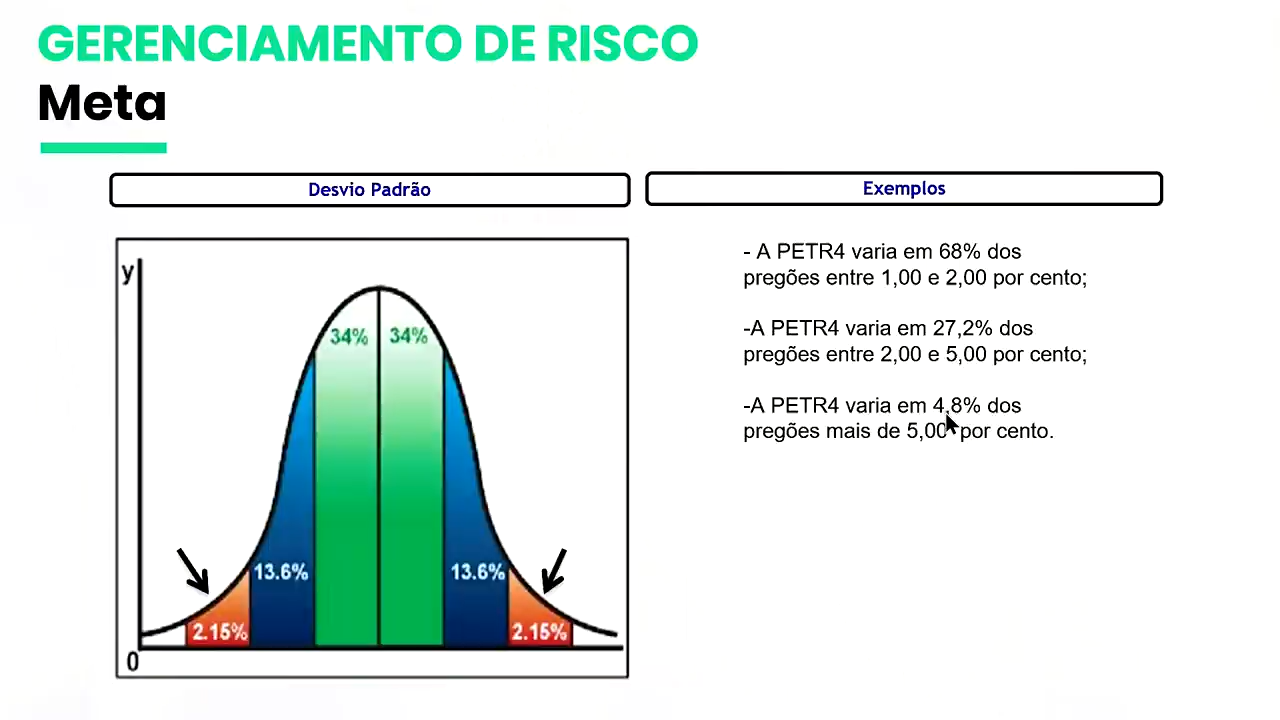 GERENCIAMENTO DE RISCO
Meta
Desvio Padrão
Exemplos
y
34%
34%
13.6%
13.6%
2.15%
2.15%
0
- A PETR4 varia em 68% dos
pregões entre 1,00 e 2,00 por cento;
-A PETR4 varia em 27,2% dos
pregões entre 2,00 e 5,00 por cento;
-A PETR4 varia em 4,8% dos
pregões mais de 5,00 por cento.